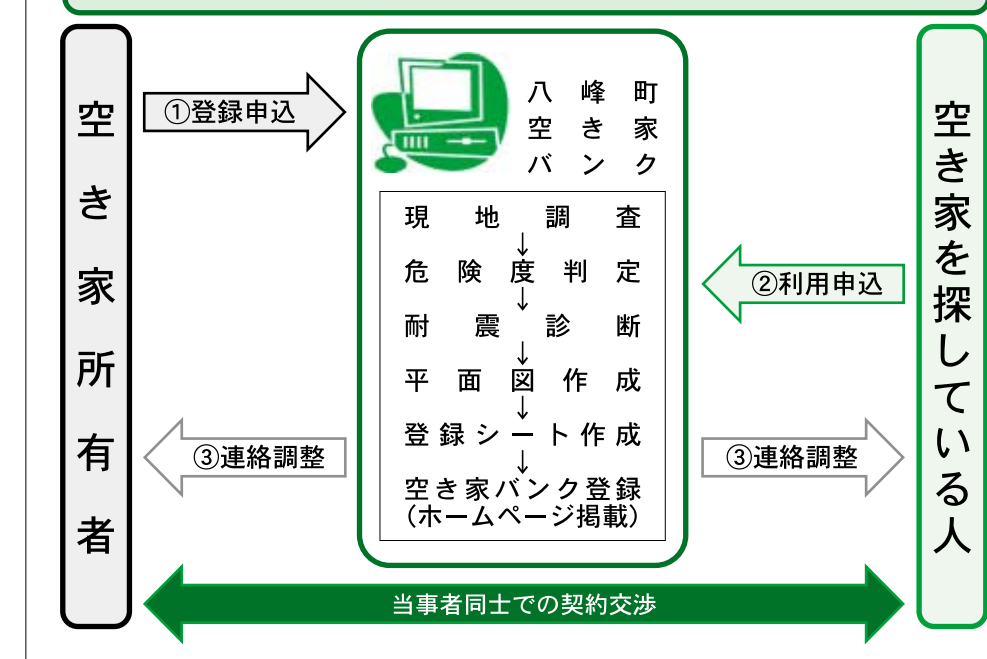 空き家所有者
①登録申込
八峰町
空き家
バンク
現地調査
↓
危険度判定
↓
耐震診断
↓
平面図作成
↓
登録シート作成
↓
空き家バンク登録
（ホームページ掲載）
②利用申込
③連絡調整
③連絡調整
当事者同士での契約交渉
空き家を探している人